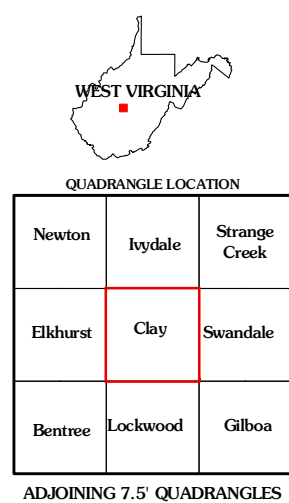 WEST VIRGINIA
QUADRANGLE LOCATION
Newton
Ivydale
Strange
Creek
Elkhurst
Clay
Swandale
Bentree
Lockwood
Gilboa
ADJOINING 7.5' QUADRANGLES